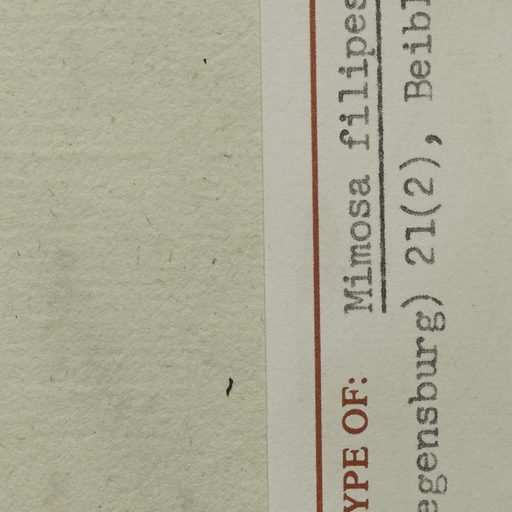 YPE OF: Mimosa filipes
egensburg) 21(2), Beibl